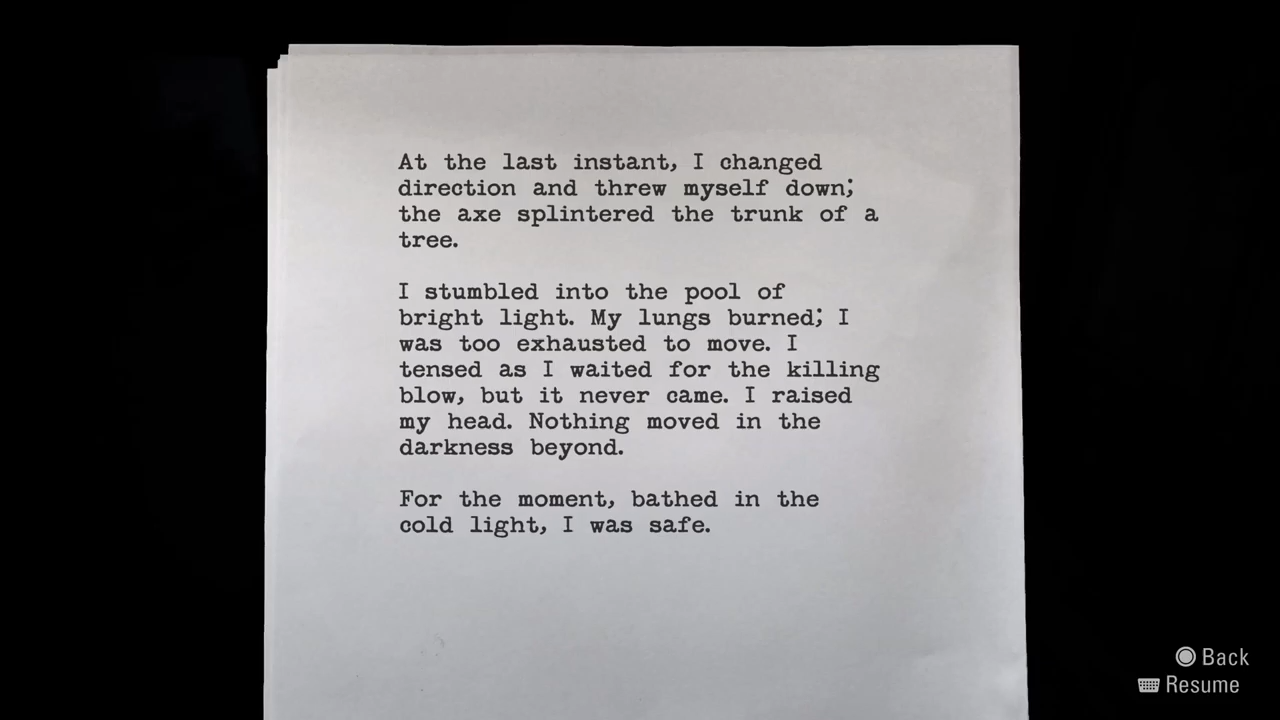 At the last instant, I changed
direction and threw myself down;
the axe splintered the trunk of a
tree.
I stumbled into the pool of
bright light. My lungs burned; I
was too exhausted to move. I
tensed as I waited for the killing
blow, but it never came. I raised
my head. Nothing moved in the
darkness beyond.
For the moment, bathed in the
cold light, I was safe.
Back
Resume